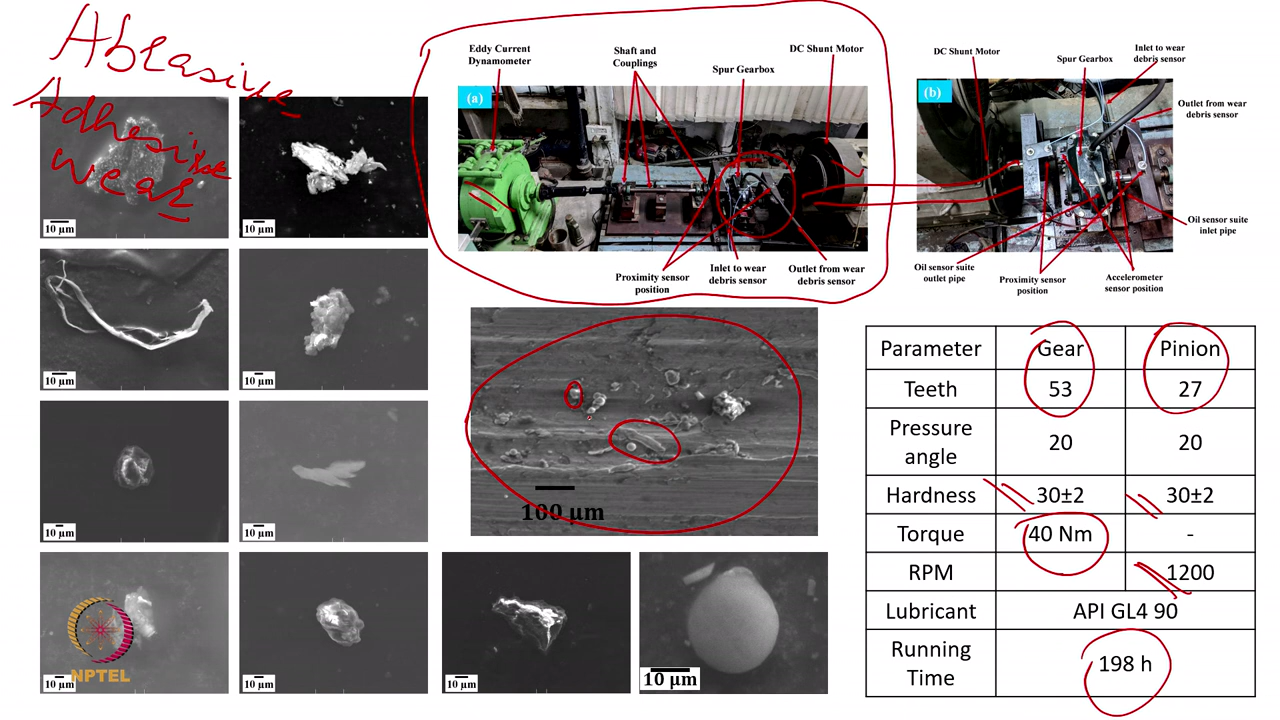 Abrasive
Adhesive
wear
Eddy Current
Dynamometer
Shaft and
Couplings
Spur Gearbox
DC Shunt Motor
(a)
Proximity sensor
position
Inlet to wear
debris sensor
Outlet from wear
debris sensor
DC Shunt Motor
Spur Gearbox
Inlet to wear
debris sensor
Outlet from wear
debris sensor
(b)
Oil sensor suite
inlet pipe
Oil sensor suite
outlet pipe
Proximity sensor
position
Accelerometer
sensor position
10 µm
10 µm
10 µm
10 µm
10 µm
10 µm
10 µm
10 µm
10 µm
10 µm
100 µm
NPTEL
Parameter Gear Pinion
Teeth 53 27
Pressure
angle 20 20
Hardness 30±2 30±2
Torque 40 Nm -
RPM 1200
Lubricant API GL4 90
Running
Time 198 h